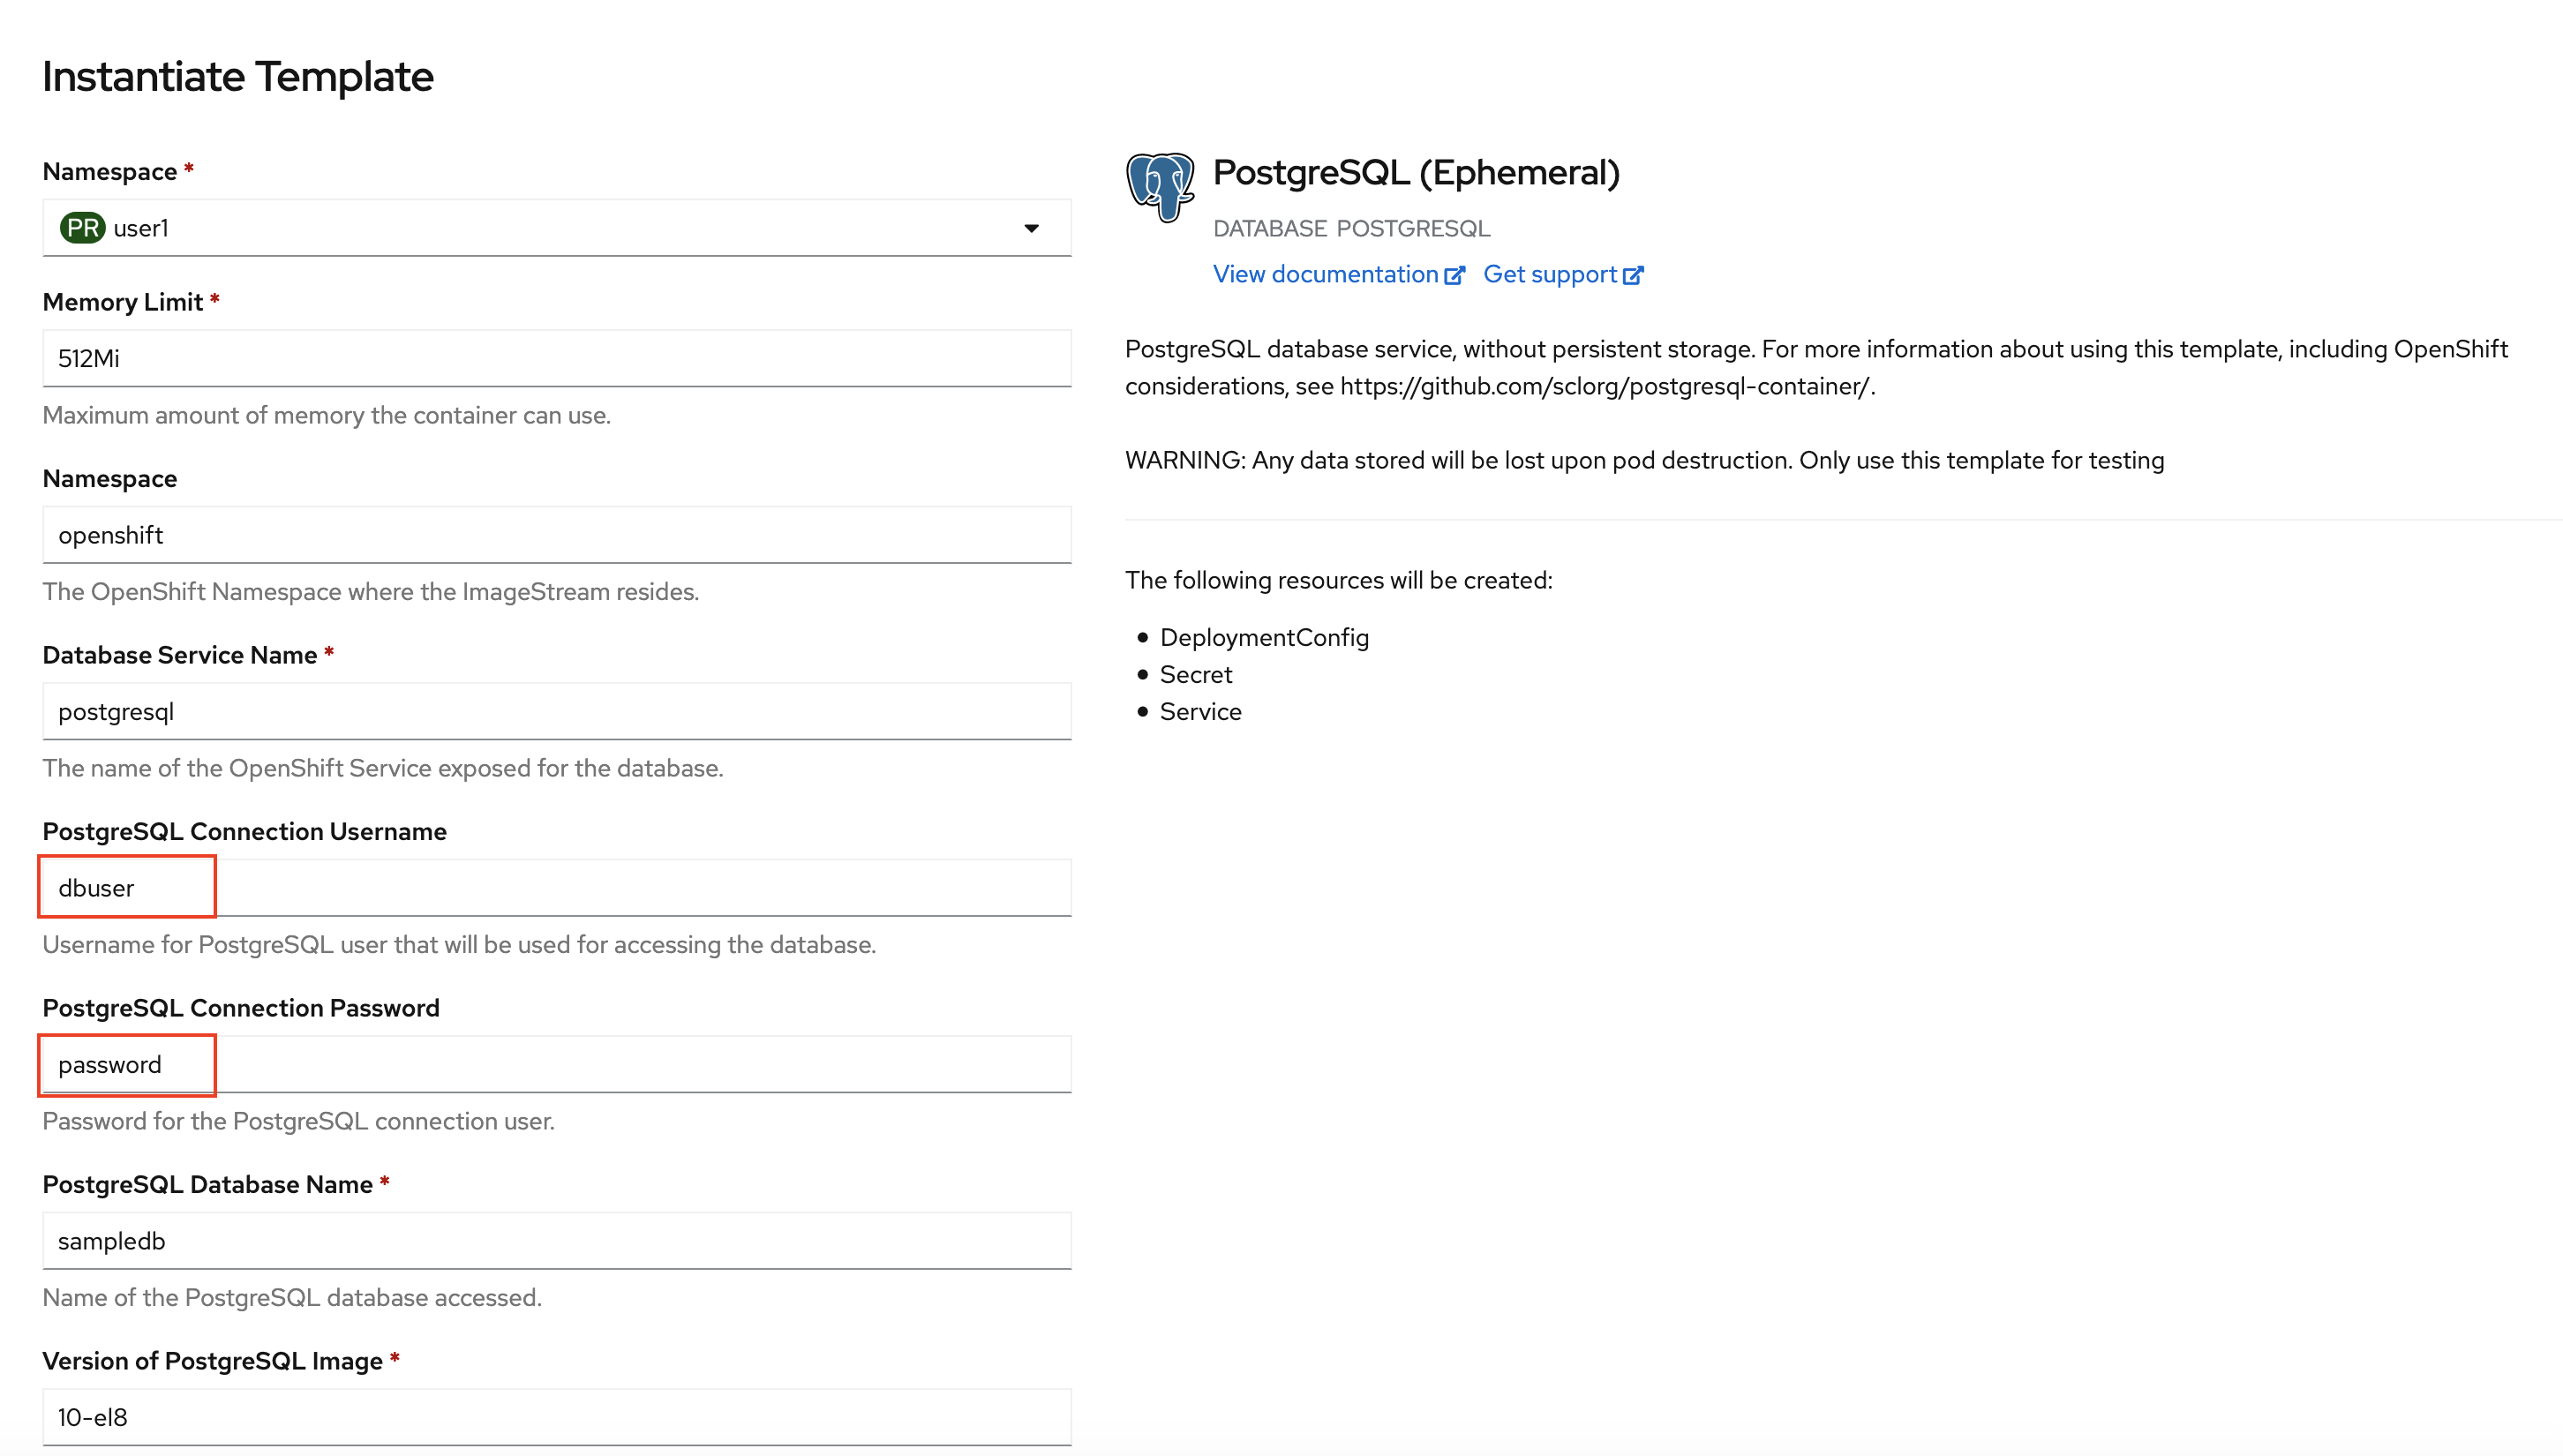 Instantiate Template
Namespace *
PR user1
Memory Limit *
512Mi
Maximum amount of memory the container can use.
Namespace
openshift
The OpenShift Namespace where the ImageStream resides.
Database Service Name *
postgresql
The name of the OpenShift Service exposed for the database.
PostgreSQL Connection Username
dbuser
Username for PostgreSQL user that will be used for accessing the database.
PostgreSQL Connection Password
password
Password for the PostgreSQL connection user.
PostgreSQL Database Name *
sampledb
Name of the PostgreSQL database accessed.
Version of PostgreSQL Image *
10-el8
PostgreSQL (Ephemeral)
DATABASE POSTGRESQL
View documentation Get support
PostgreSQL database service, without persistent storage. For more information about using this template, including OpenShift
considerations, see https://github.com/sclorg/postgresql-container/.
WARNING: Any data stored will be lost upon pod destruction. Only use this template for testing
The following resources will be created:
• DeploymentConfig
• Secret
• Service